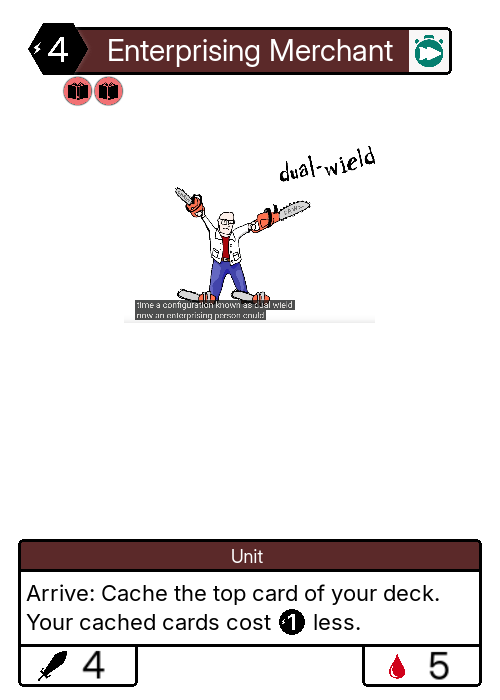 4 Enterprising Merchant
dual-wield
time a configuration known as dual wield
now an enterprising person could
Unit
Arrive: Cache the top card of your deck.
Your cached cards cost 1 less.
4
5